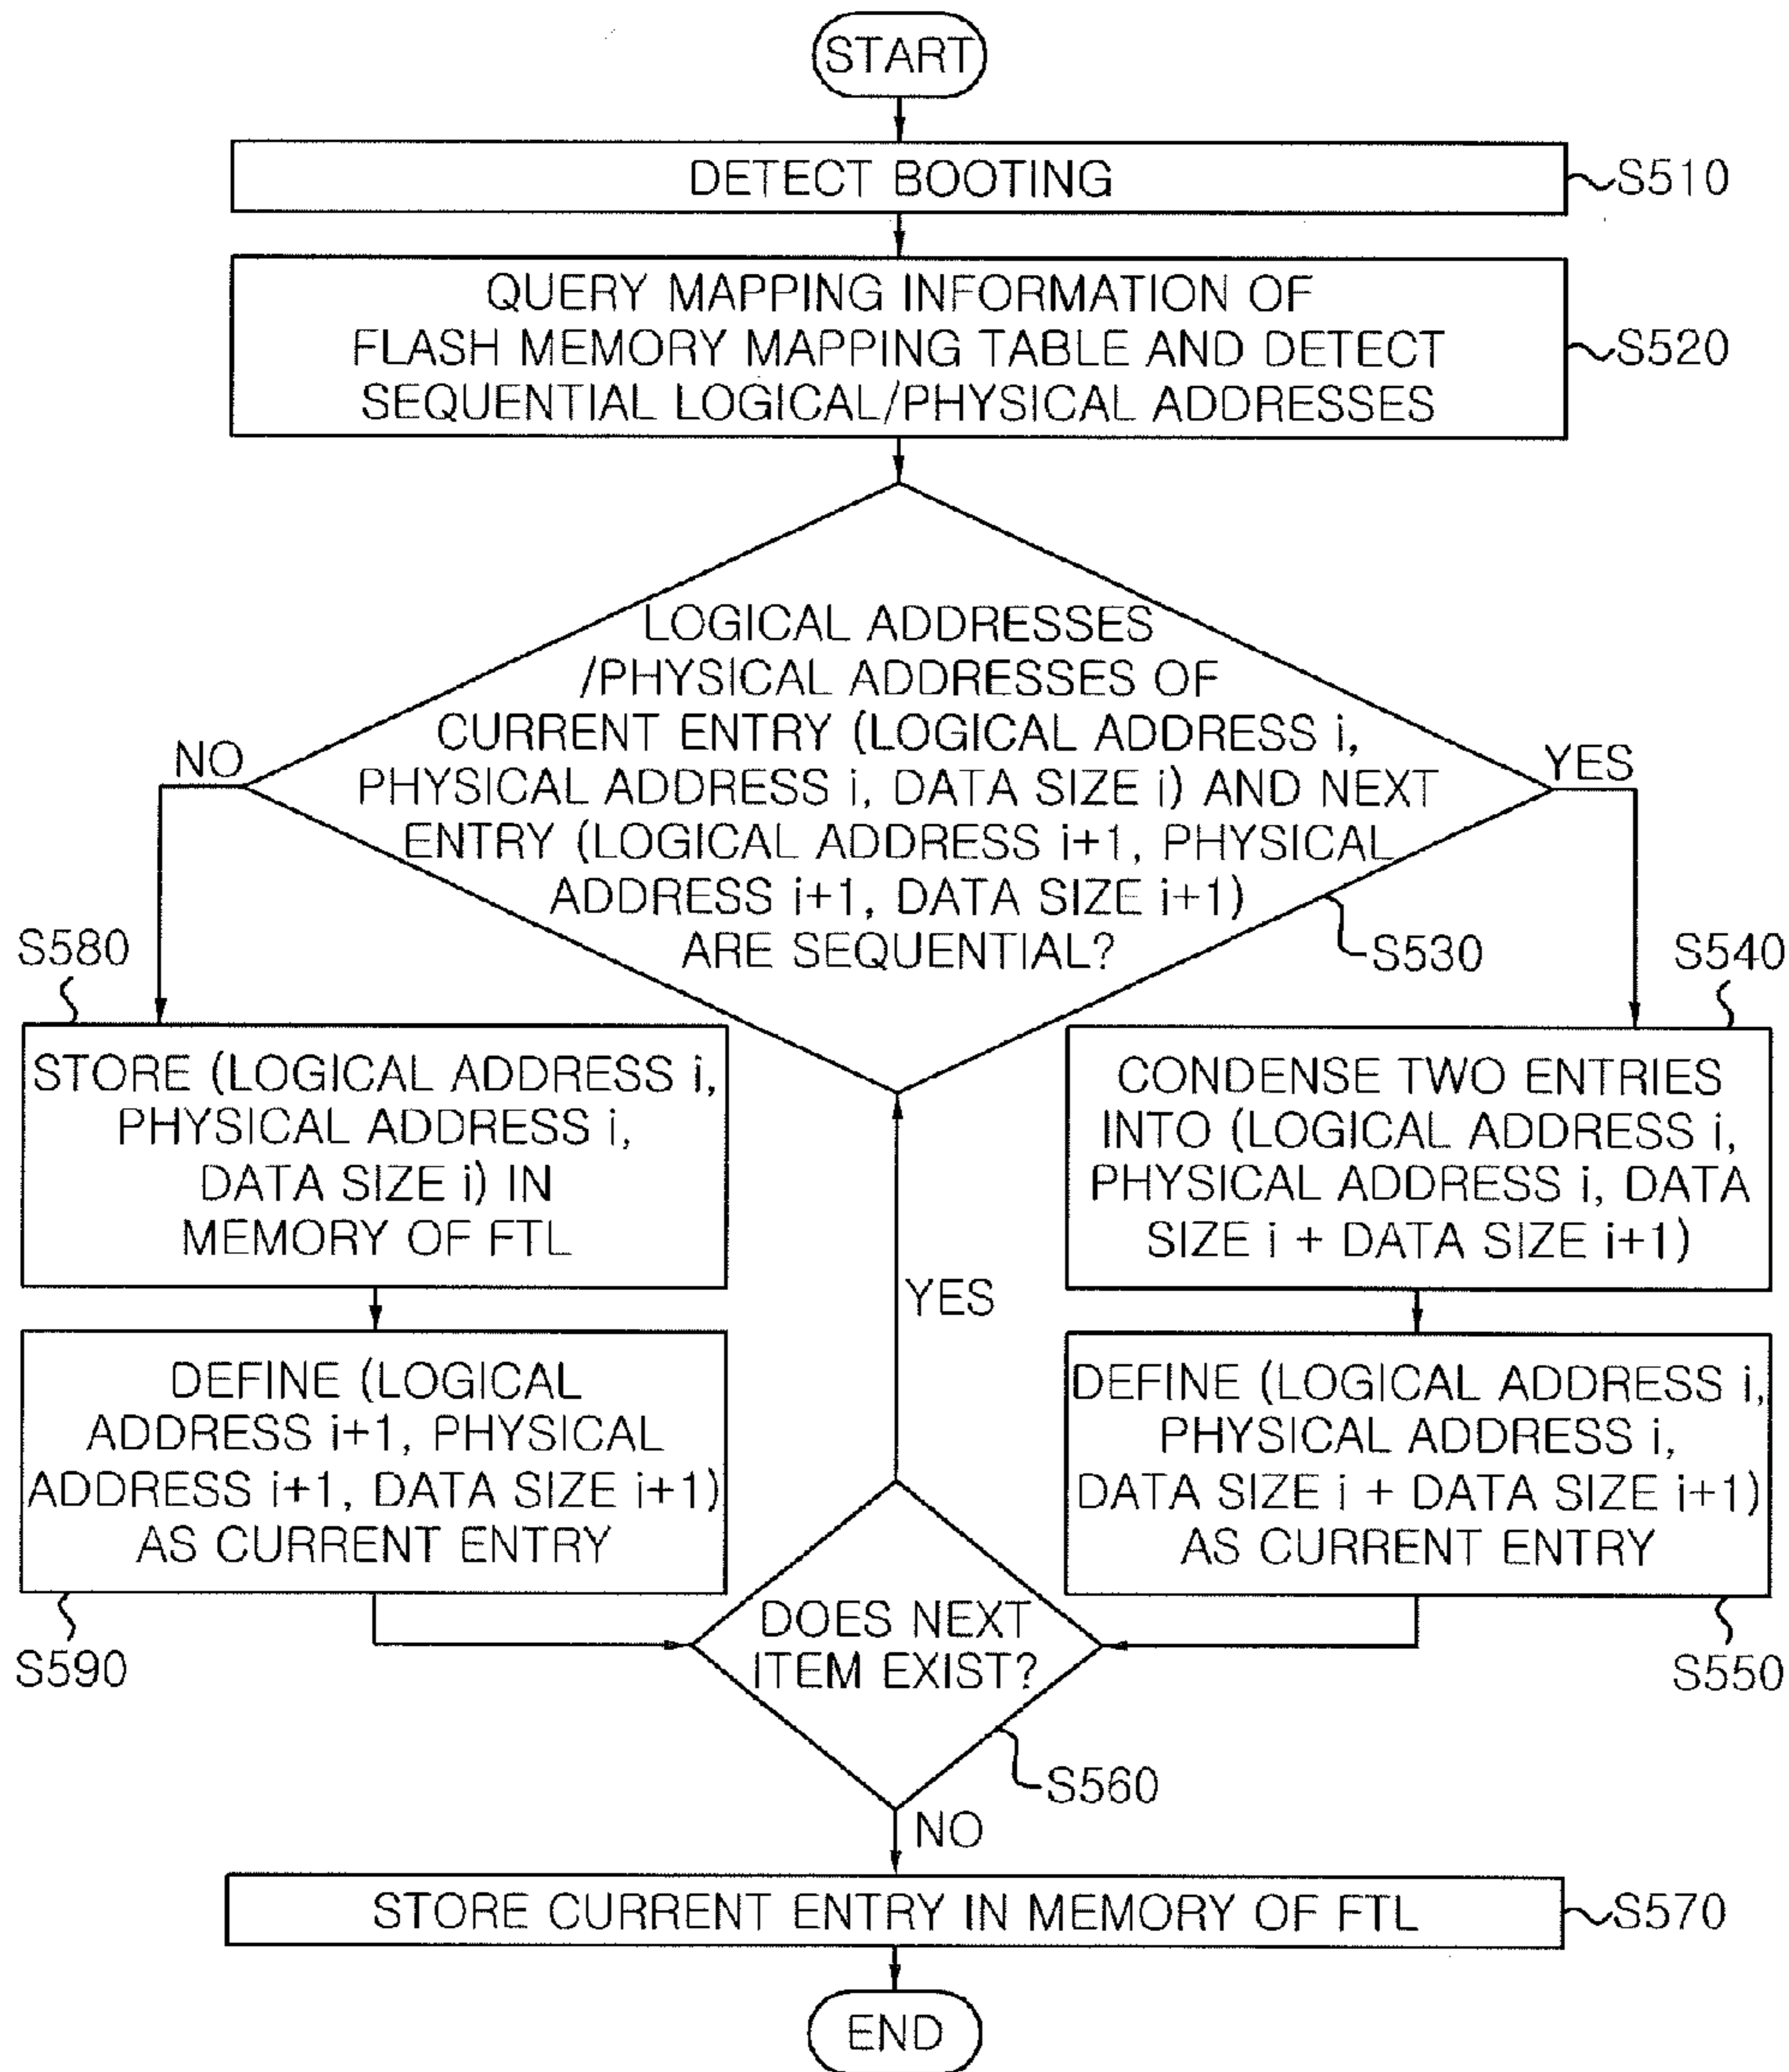 START
DETECT BOOTING
S510
QUERY MAPPING INFORMATION OF
FLASH MEMORY MAPPING TABLE AND DETECT
SEQUENTIAL LOGICAL/PHYSICAL ADDRESSES
S520
LOGICAL ADDRESSES
/PHYSICAL ADDRESSES OF
CURRENT ENTRY (LOGICAL ADDRESS i,
PHYSICAL ADDRESS i, DATA SIZE i) AND NEXT
ENTRY (LOGICAL ADDRESS i+1, PHYSICAL
ADDRESS i+1, DATA SIZE i+1)
ARE SEQUENTIAL?
S530
NO
YES
S580
STORE (LOGICAL ADDRESS i,
PHYSICAL ADDRESS i,
DATA SIZE i) IN
MEMORY OF FTL
S540
CONDENSE TWO ENTRIES
INTO (LOGICAL ADDRESS i,
PHYSICAL ADDRESS i, DATA
SIZE i + DATA SIZE i+1)
YES
DEFINE (LOGICAL
ADDRESS i+1, PHYSICAL
ADDRESS i+1, DATA SIZE i+1)
AS CURRENT ENTRY
S590
DEFINE (LOGICAL ADDRESS i,
PHYSICAL ADDRESS i,
DATA SIZE i + DATA SIZE i+1)
AS CURRENT ENTRY
S550
DOES NEXT
ITEM EXIST?
S560
NO
STORE CURRENT ENTRY IN MEMORY OF FTL
S570
END